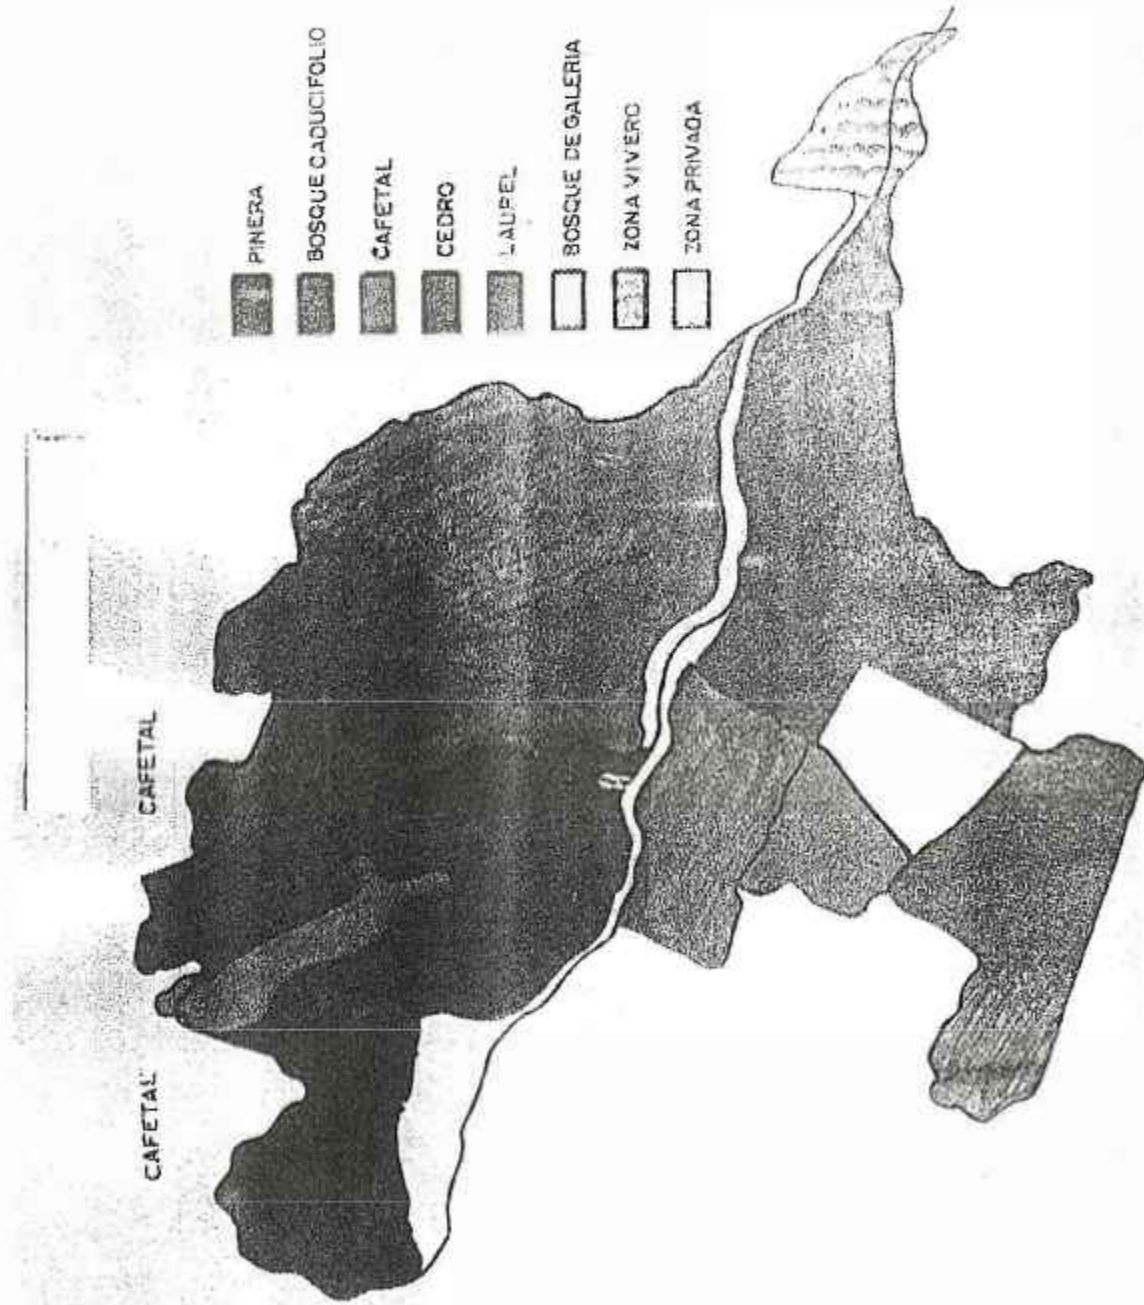 CAFETAL
CAFETAL
PINERA
BOSQUE CADUCIFOLIO
CAFETAL
CEDRO
LAUREL
BOSQUE DE GALERIA
ZONA VIVERO
ZONA PRIVADA